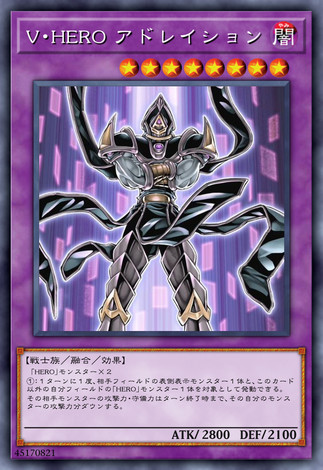 V・HERO アドレイション
闇
やみ
【戦士族／融合／効果】
「HERO」モンスター×２
①：１ターンに１度、相手フィールドの表側表示モンスター１体と、このカード
以外の自分フィールドの「HERO」モンスター１体を対象として発動できる。
その相手モンスターの攻撃力・守備力はターン終了時まで、その自分のモン
スターの攻撃力分ダウンする。
ATK/ 2800 DEF/ 2100
45170821